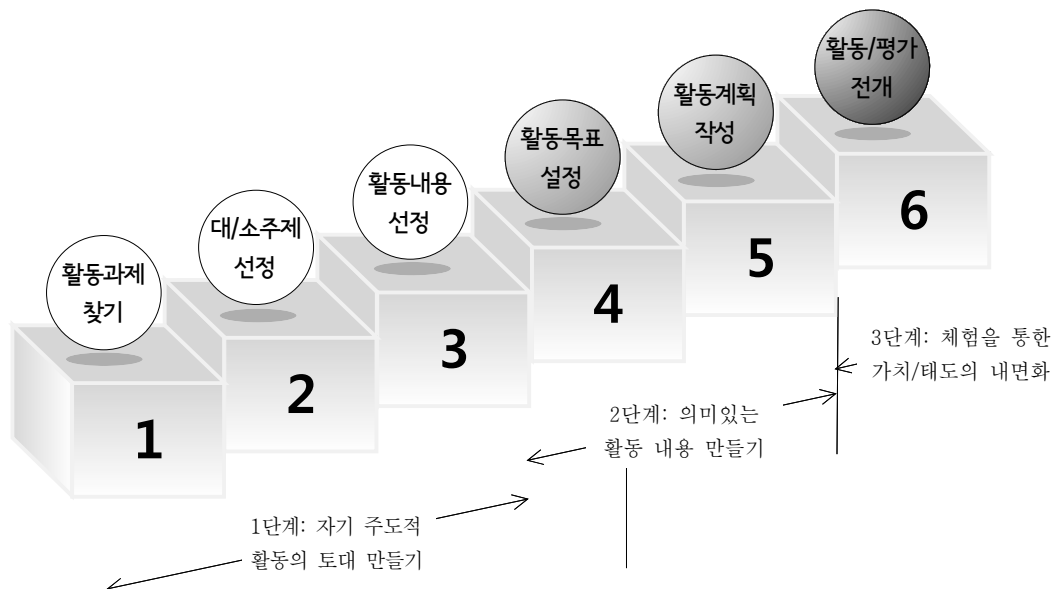 활동과제
찾기
1
대/소주제
선정
2
활동내용
선정
3
활동목표
설정
4
활동계획
작성
5
활동/평가
전개
6
1단계: 자기 주도적
활동의 토대 만들기
2단계: 의미있는
활동 내용 만들기
3단계: 체험을 통한
가치/태도의 내면화